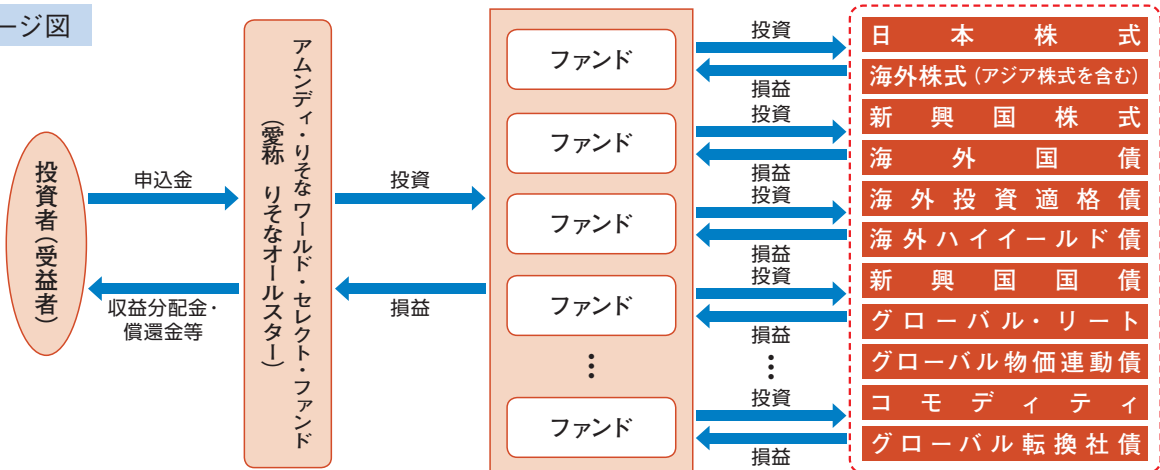 ージ図
投資者(受益者)
申込金
収益分配金・
償還金等
アムンディ・りそなワールド・セレクト・ファンド
(愛称 りそなオールスター)
投資
損益
ファンド
ファンド
ファンド
ファンド
⋮
ファンド
投資
損益
投資
損益
投資
損益
投資
損益
⋮
投資
損益
日本株式
海外株式(アジア株式を含む)
新興国株式
海外国債
海外投資適格債
海外ハイイールド債
新興国国債
グローバル・リート
グローバル物価連動債
コモディティ
グローバル転換社債